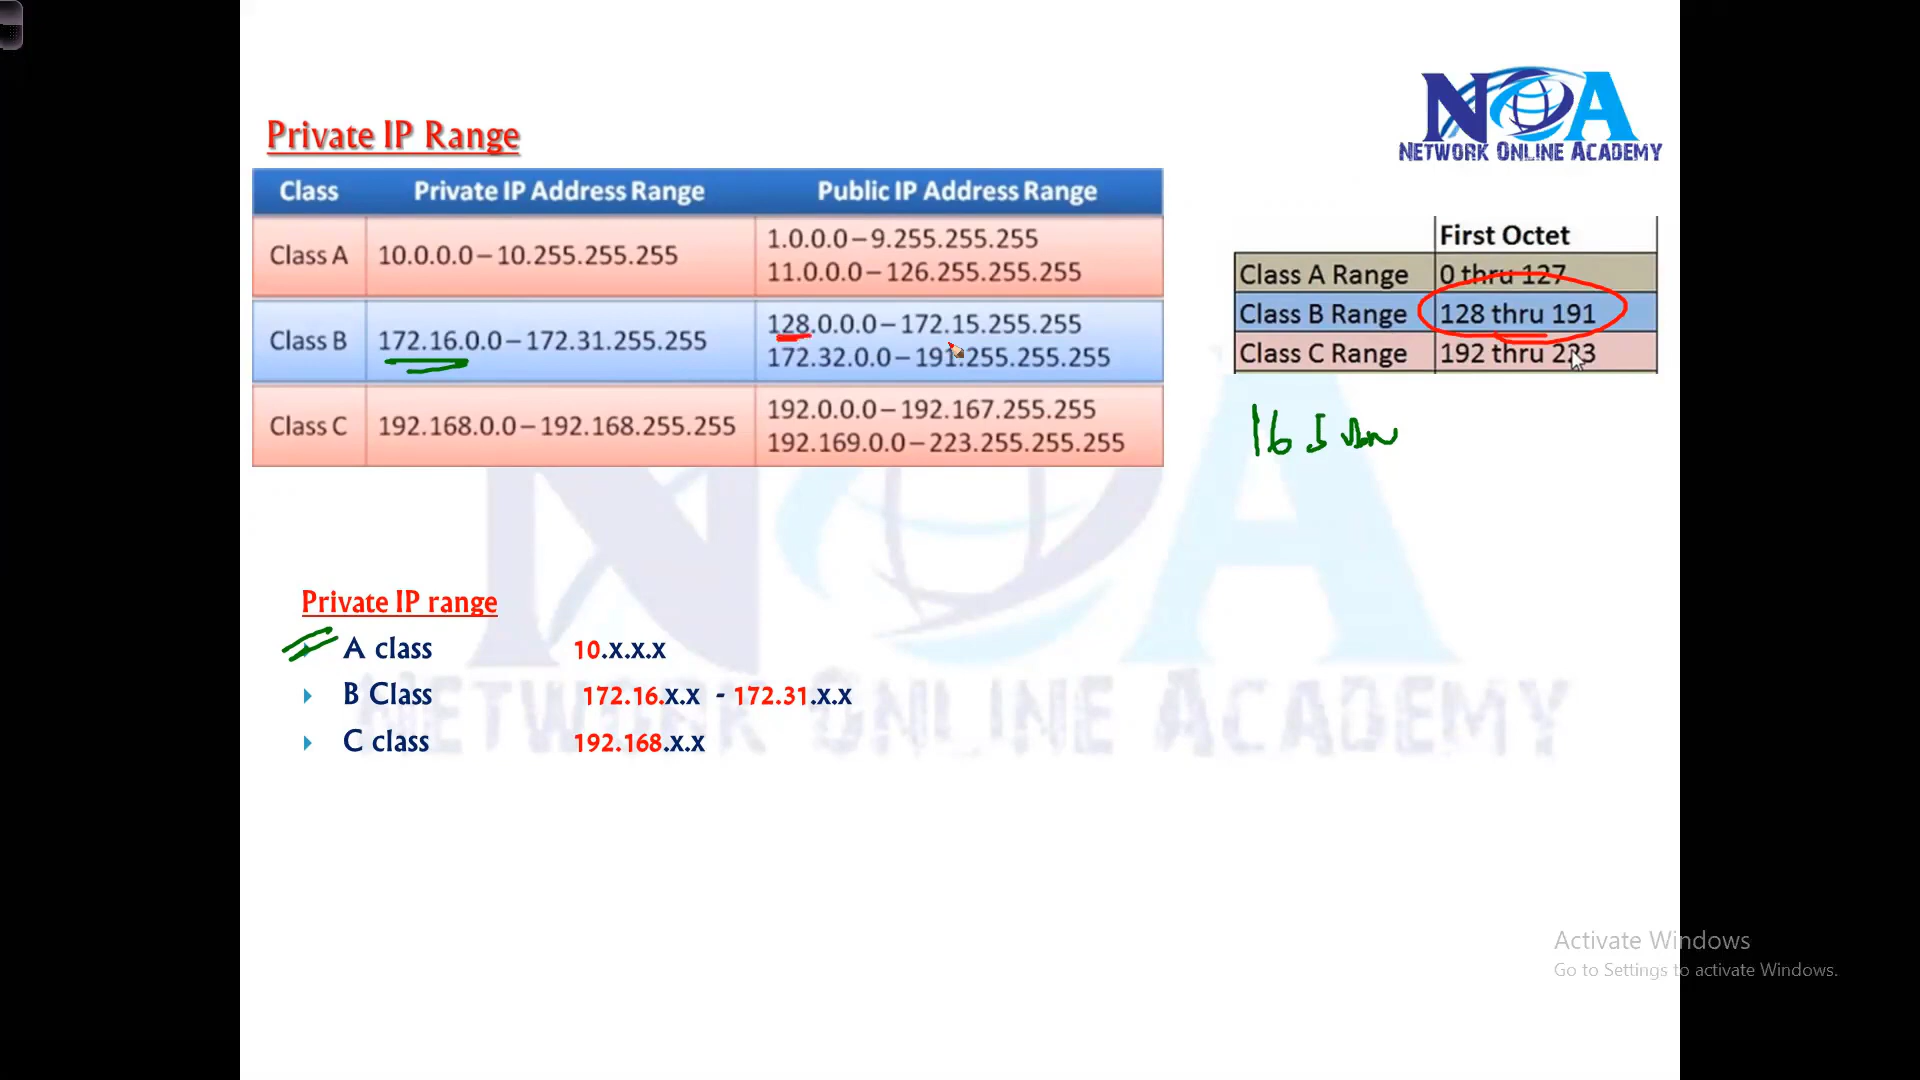 NOA
NETWORK ONLINE ACADEMY
Private IP Range
Class Private IP Address Range Public IP Address Range
Class A 10.0.0.0 – 10.255.255.255 1.0.0.0 – 9.255.255.255
11.0.0.0 – 126.255.255.255
Class B 172.16.0.0 – 172.31.255.255 128.0.0.0 – 172.15.255.255
172.32.0.0 – 191.255.255.255
Class C 192.168.0.0 – 192.168.255.255 192.0.0.0 – 192.167.255.255
192.169.0.0 – 223.255.255.255
First Octet
Class A Range 0 thru 127
Class B Range 128 thru 191
Class C Range 192 thru 223
16
NOA
NETWORK ONLINE ACADEMY
Private IP range
A class 10.x.x.x
B Class 172.16.x.x - 172.31.x.x
C class 192.168.x.x
Activate Windows
Go to Settings to activate Windows.